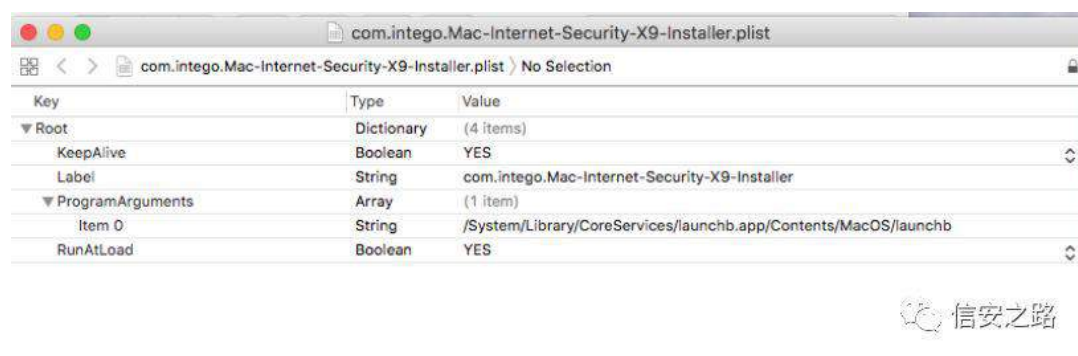 com.intego.Mac-Internet-Security-X9-Installer.plist
com.intego.Mac-Internet-Security-X9-Installer.plist No Selection
Key Type Value
Root Dictionary (4 items)
KeepAlive Boolean YES
Label String com.intego.Mac-Internet-Security-X9-Installer
ProgramArguments Array (1 item)
Item 0 String /System/Library/CoreServices/launchb.app/Contents/MacOS/launchb
RunAtLoad Boolean YES
信安之路